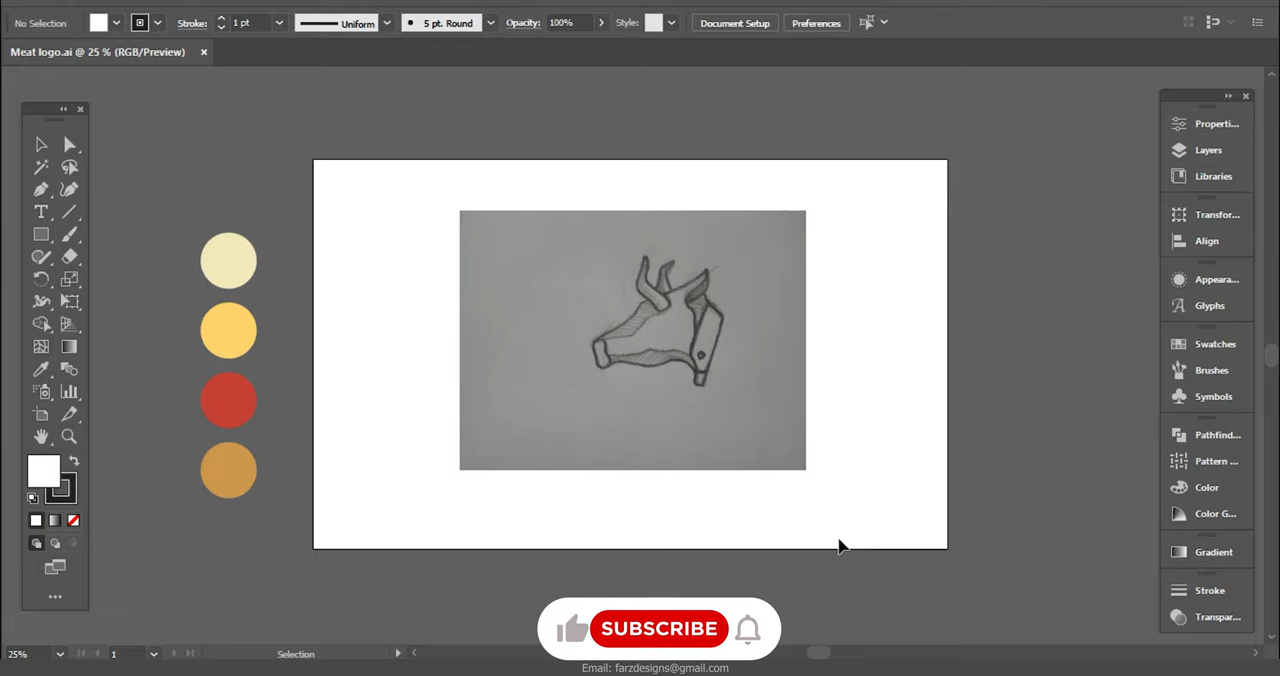 No Selection Stroke: 1 pt Uniform 5 pt. Round Opacity: 100% Style: Document Setup Preferences
Meat logo.ai @ 25 % (RGB/Preview)
Properti...
Layers
Libraries
Transfor...
Align
Appeara...
Glyphs
Swatches
Brushes
Symbols
Pathfind...
Pattern ...
Color
Color G...
Gradient
Stroke
Transpar...
SUBSCRIBE
25% 1 Selection
Email: farzdesigns@gmail.com